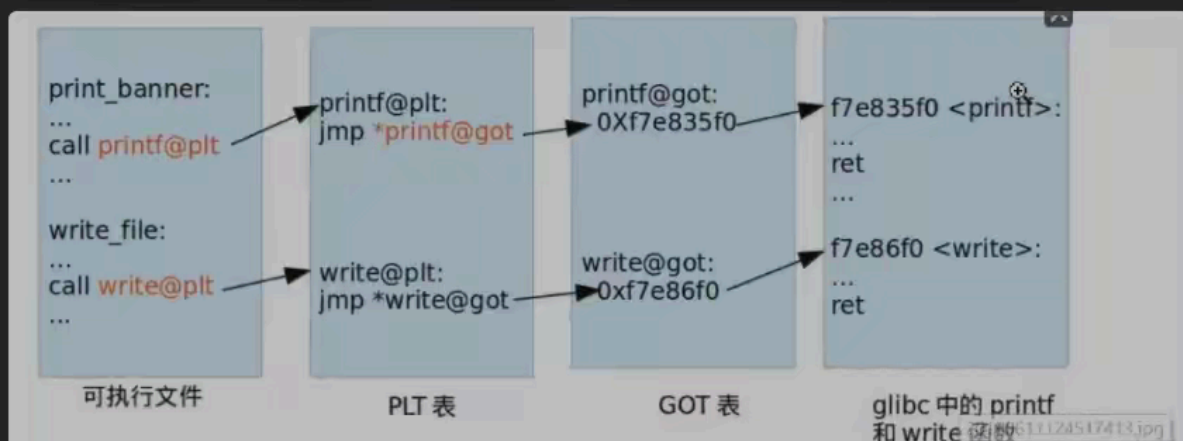 print_banner:
...
call printf@plt
...
write_file:
...
call write@plt
...
可执行文件
printf@plt:
jmp *printf@got
write@plt:
jmp *write@got
PLT 表
printf@got:
0Xf7e835f0
write@got:
0xf7e86f0
GOT 表
f7e835f0 <printf>:
...
ret
...
f7e86f0 <write>:
...
ret
glibc 中的 printf
和 write 函数